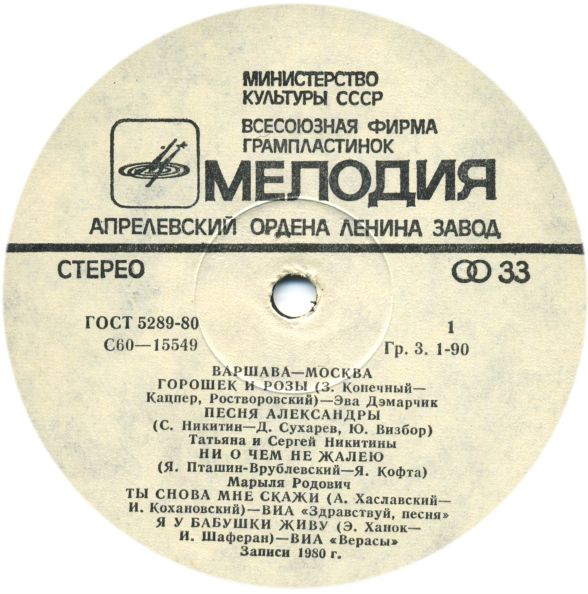 МИНИСТЕРСТВО
КУЛЬТУРЫ СССР
ВСЕСОЮЗНАЯ ФИРМА
ГРАМПЛАСТИНОК
МЕЛОДИЯ
АПРЕЛЕВСКИЙ ОРДЕНА ЛЕНИНА ЗАВОД
СТЕРЕО 33
ГОСТ 5289-80 1
С60—15549 Гр. 3. 1-90
ВАРШАВА—МОСКВА
ГОРОШЕК И РОЗЫ (З. Конечный—
Кацпер, Ростворовский)—Эва Дэмарчик
ПЕСНЯ АЛЕКСАНДРЫ
(С. Никитин—Д. Сухарев, Ю. Визбор)
Татьяна и Сергей Никитины
НИ О ЧЕМ НЕ ЖАЛЕЮ
(Я. Пташин-Врублевский—Я. Кофта)
Марыля Родович
ТЫ СНОВА МНЕ СКАЖИ (А. Хаславский—
И. Кохановский)—ВИА «Здравствуй, песня»
Я У БАБУШКИ ЖИВУ (Э. Ханок—
И. Шаферан)—ВИА «Верасы»
Записи 1980 г.